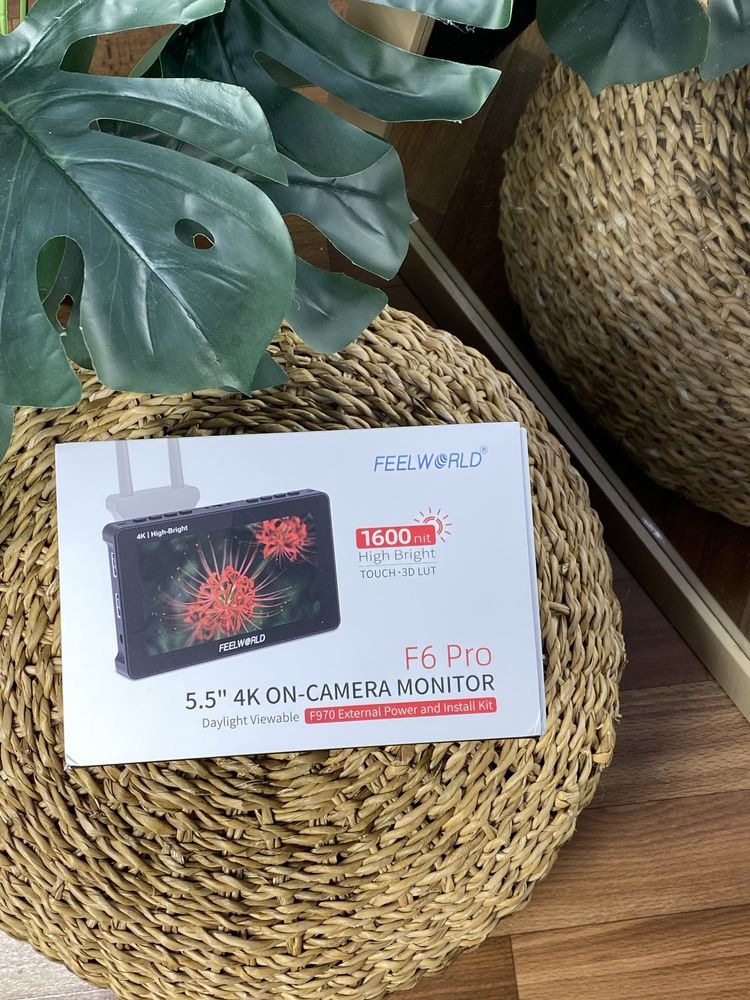 FEELWORLD®
4K | High-Bright
FEELWORLD
1600 nit
High Bright
TOUCH · 3D LUT
F6 Pro
5.5" 4K ON-CAMERA MONITOR
Daylight Viewable F970 External Power and Install Kit